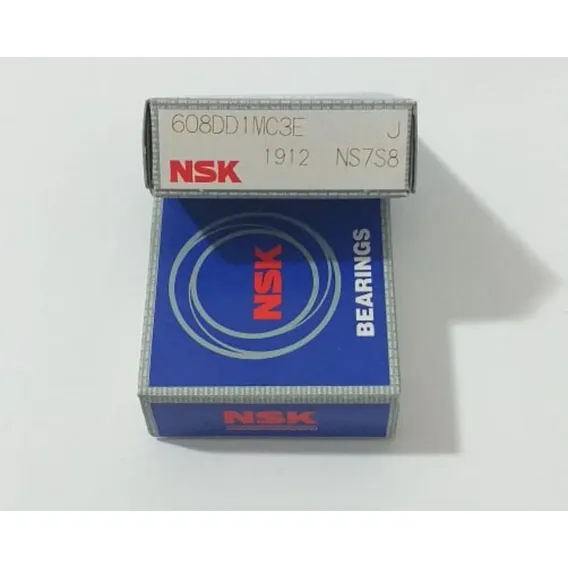 608DD1MC3E J
NSK 1912 NS7S8
NSK
BEARINGS
NSK